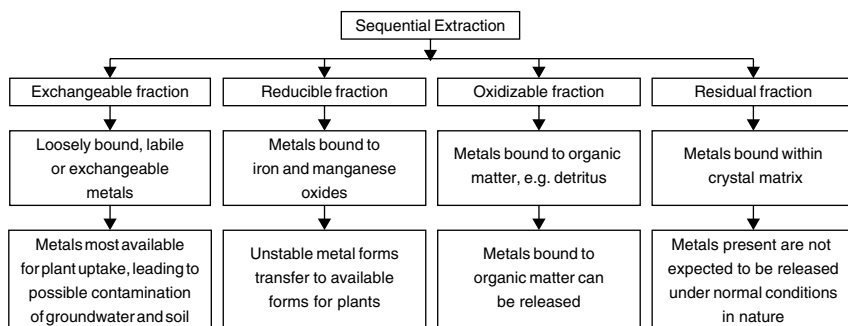 Sequential Extraction
Exchangeable fraction
Reducible fraction
Oxidizable fraction
Residual fraction
Loosely bound, labile
or exchangeable
metals
Metals bound to
iron and manganese
oxides
Metals bound to organic
matter, e.g. detritus
Metals bound within
crystal matrix
Metals most available
for plant uptake, leading to
possible contamination
of groundwater and soil
Unstable metal forms
transfer to available
forms for plants
Metals bound to
organic matter can
be released
Metals present are not
expected to be released
under normal conditions
in nature